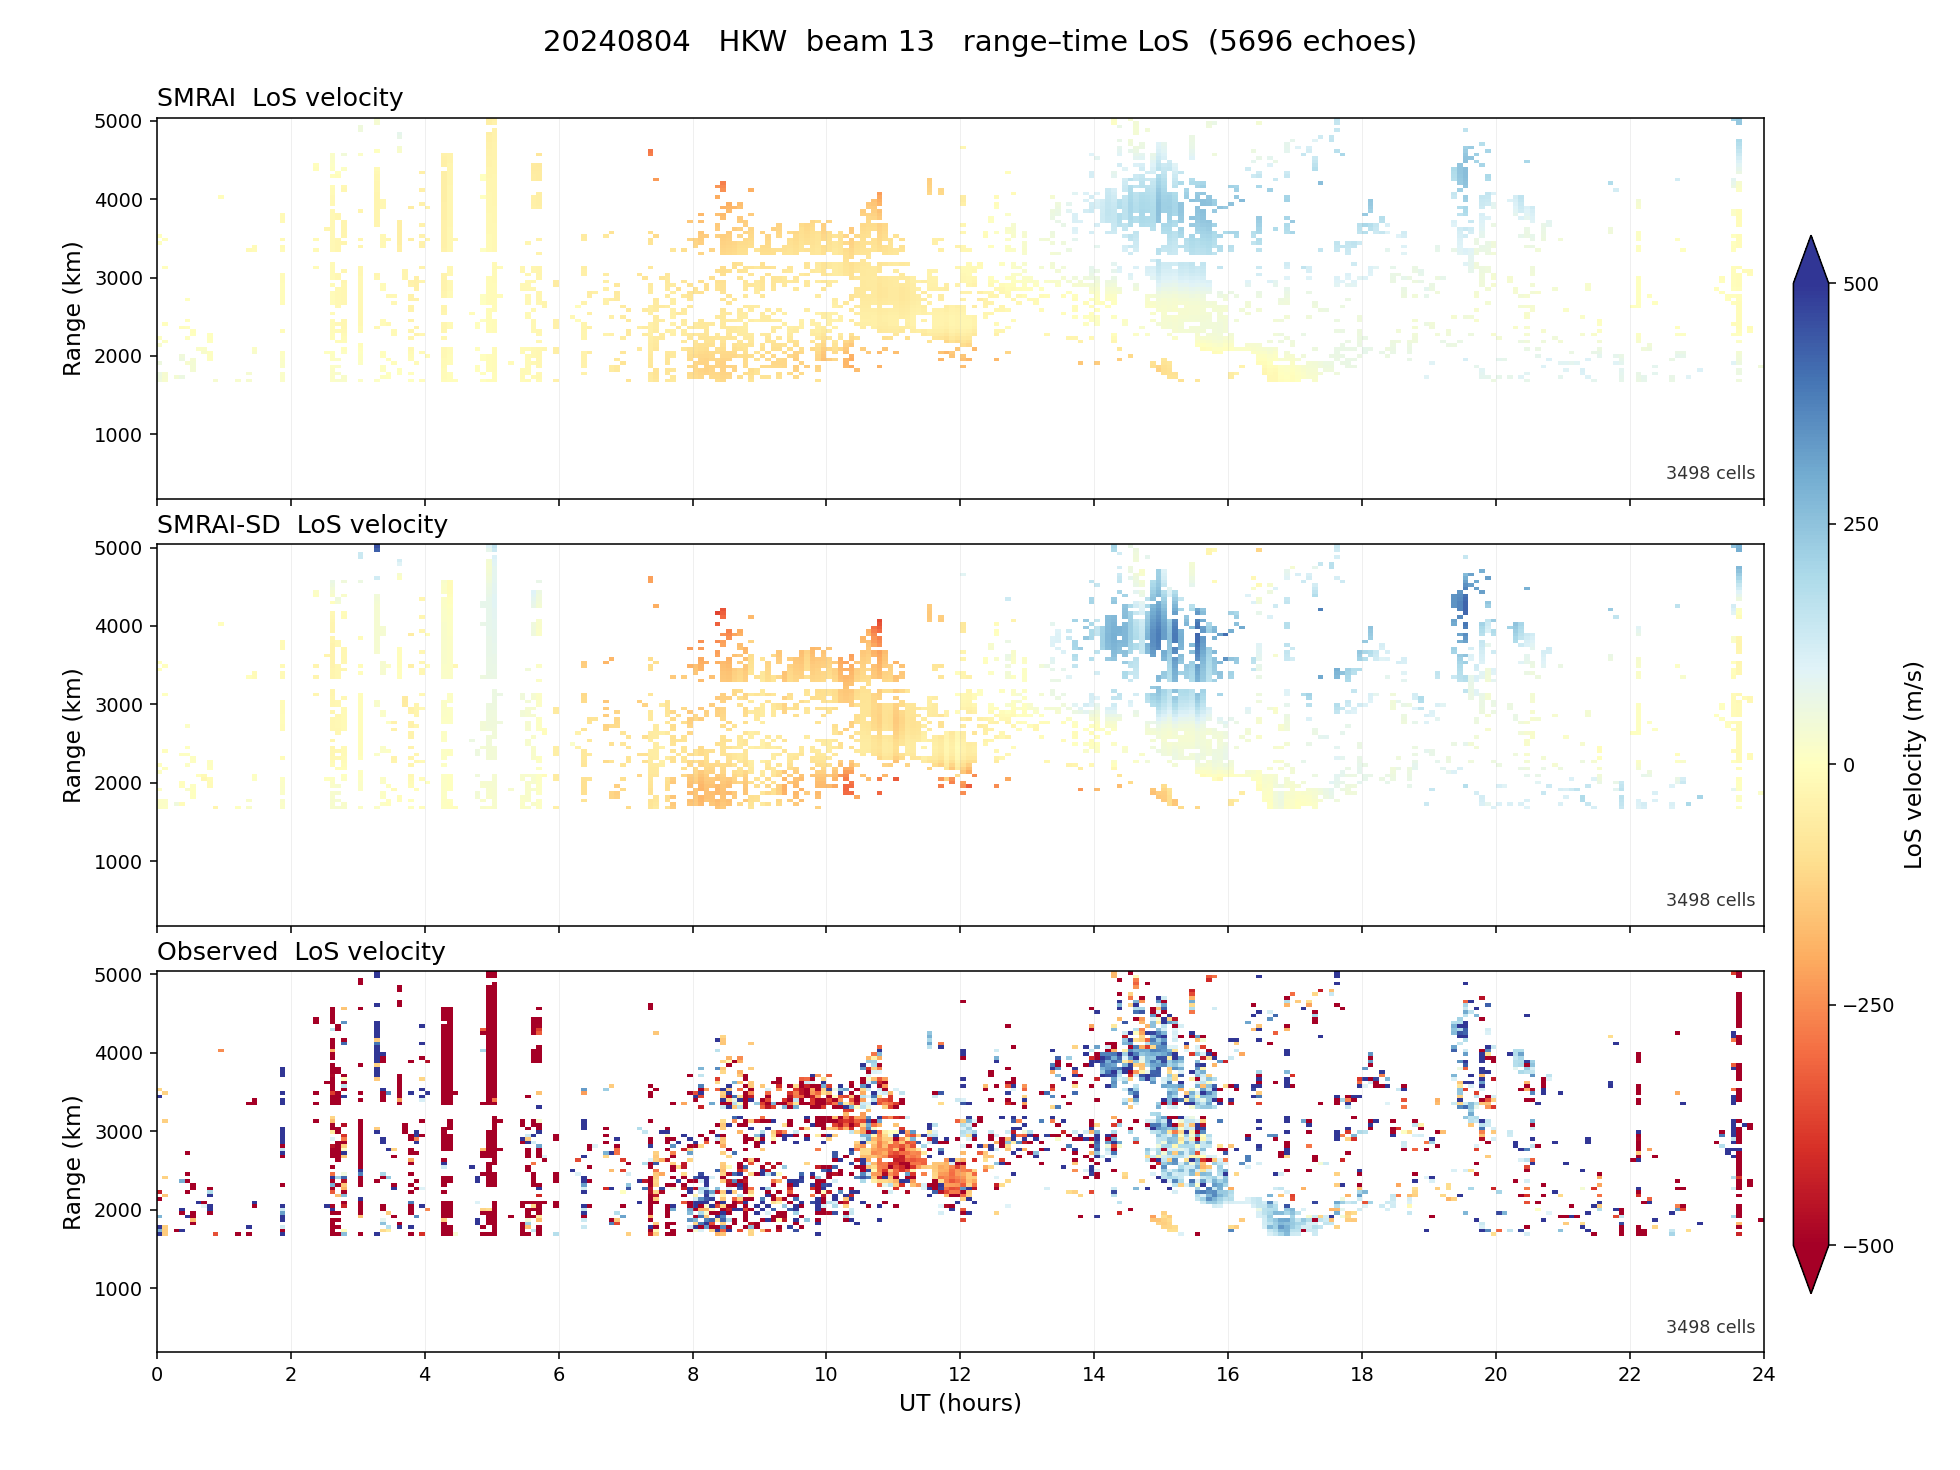 20240804   HKW  beam 13   range–time LoS  (5696 echoes)
SMRAI  LoS velocity
5000
4000
3000
2000
1000
Range (km)
3498 cells
SMRAI-SD  LoS velocity
5000
4000
3000
2000
1000
Range (km)
3498 cells
Observed  LoS velocity
5000
4000
3000
2000
1000
Range (km)
3498 cells
0 2 4 6 8 10 12 14 16 18 20 22 24
UT (hours)
500
250
0
−250
−500
LoS velocity (m/s)